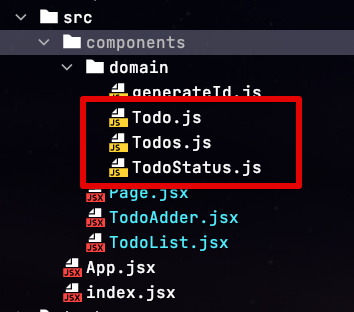 src
components
domain
generateId.js
JS Todo.js
JS Todos.js
JS TodoStatus.js
JSX Page.jsx
JSX TodoAdder.jsx
JSX TodoList.jsx
JSX App.jsx
JSX index.jsx